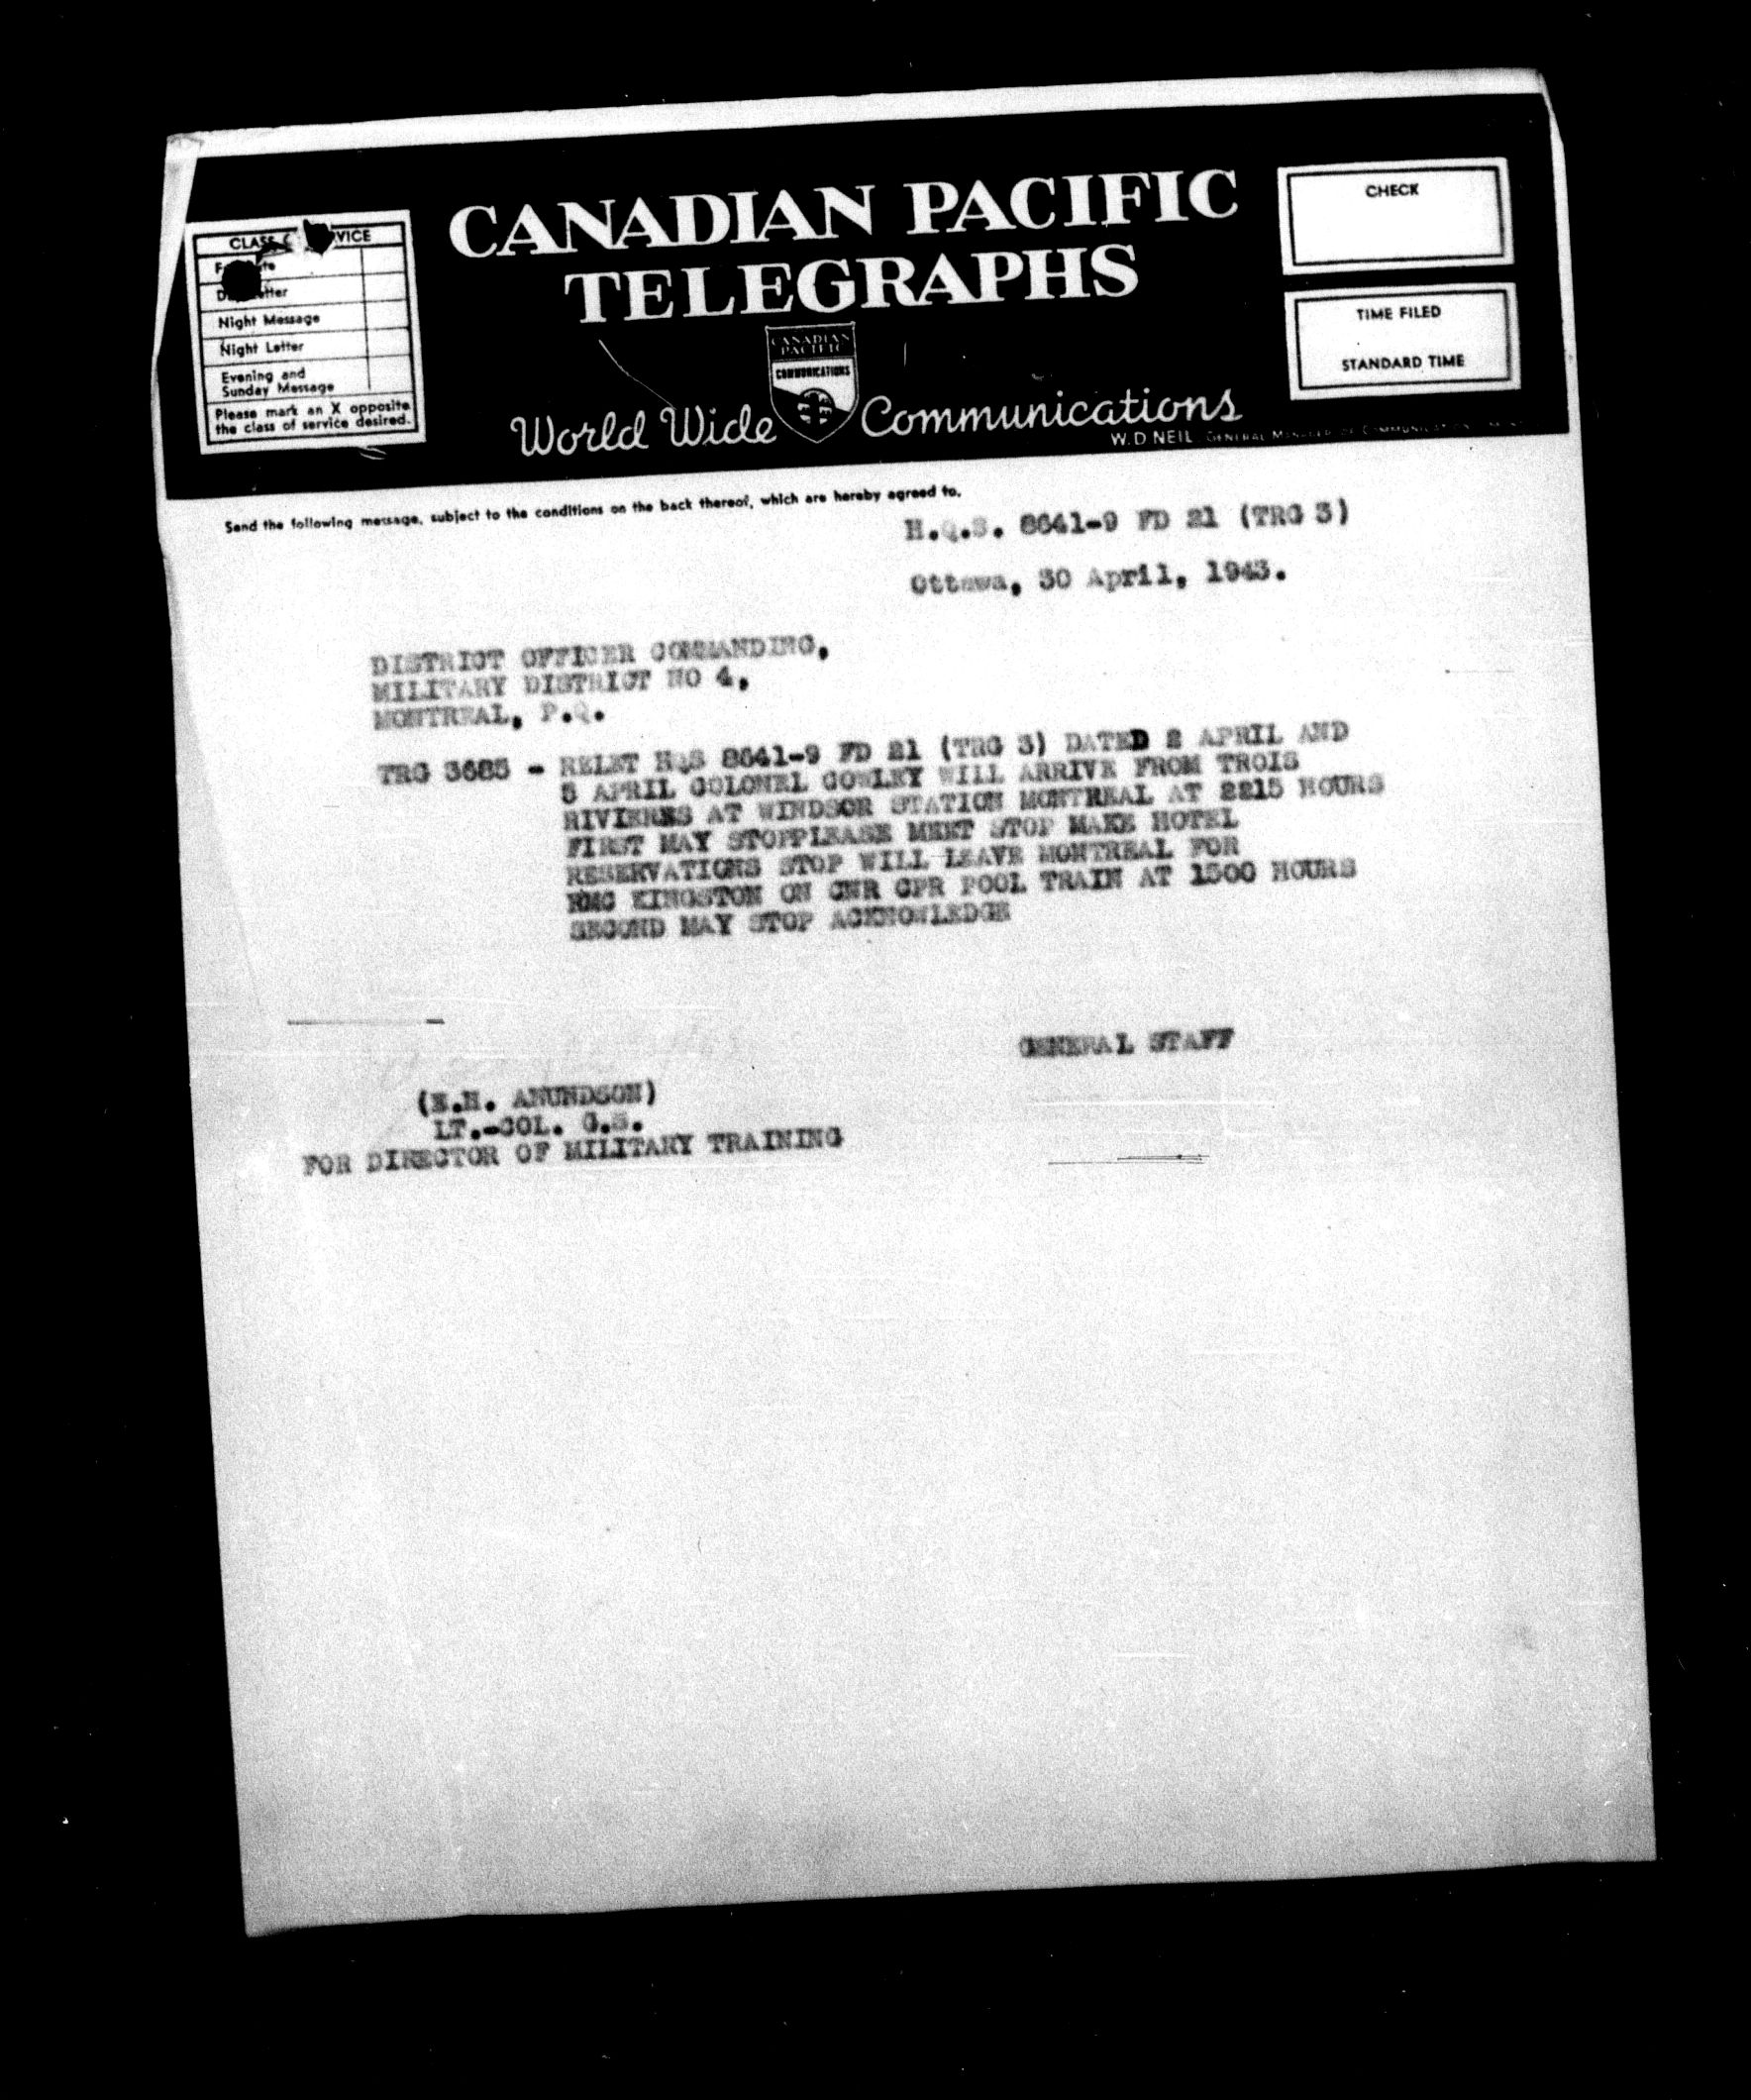 CLASS VICE
Night Message
Night Letter
Evening and
Sunday Message
Please mark an X opposite
the class of service desired.
CANADIAN PACIFIC
TELEGRAPHS
CANADIAN
PACIFIC
COMMUNICATIONS
World Wide Communications
W.D. NEIL GENERAL MANAGER OF COMMUNICATIONS
CHECK
TIME FILED
STANDARD TIME
Send the following message, subject to the conditions on the back thereof, which are hereby agreed to.
H.Q.S. 8641-9 FD 21 (TRG 3)
Ottawa, 30 April, 1943.
DISTRICT OFFICER COMMANDING,
MILITARY DISTRICT NO 4,
MONTREAL, P.Q.
TRG 3685 - RELET HQS 8641-9 FD 21 (TRG 3) DATED 2 APRIL AND
5 APRIL COLONEL GOWLEY WILL ARRIVE FROM TROIS
RIVIERES AT WINDSOR STATION MONTREAL AT 2215 HOURS
FIRST MAY STOPPLEASE MEET STOP MAKE HOTEL
RESERVATIONS STOP WILL LEAVE MONTREAL FOR
RMC KINGSTON ON CNR CPR POOL TRAIN AT 1500 HOURS
SECOND MAY STOP ACKNOWLEDGE
GENERAL STAFF
(E.H. ANUNDSON)
LT.-COL. G.S.
FOR DIRECTOR OF MILITARY TRAINING